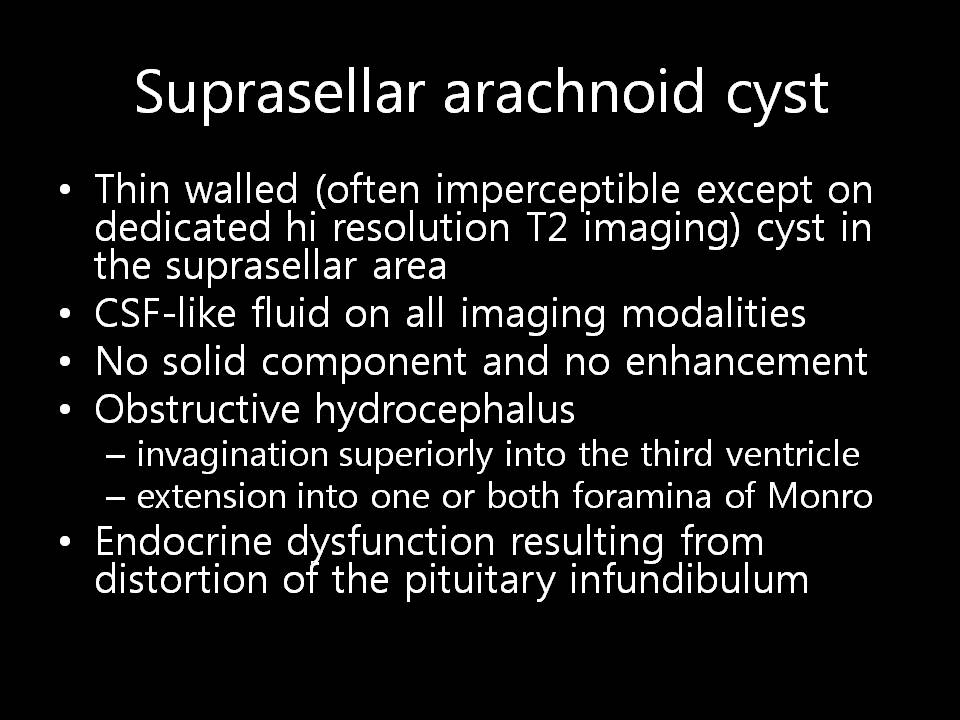 Suprasellar arachnoid cyst
• Thin walled (often imperceptible except on
dedicated hi resolution T2 imaging) cyst in
the suprasellar area
• CSF-like fluid on all imaging modalities
• No solid component and no enhancement
• Obstructive hydrocephalus
– invagination superiorly into the third ventricle
– extension into one or both foramina of Monro
• Endocrine dysfunction resulting from
distortion of the pituitary infundibulum